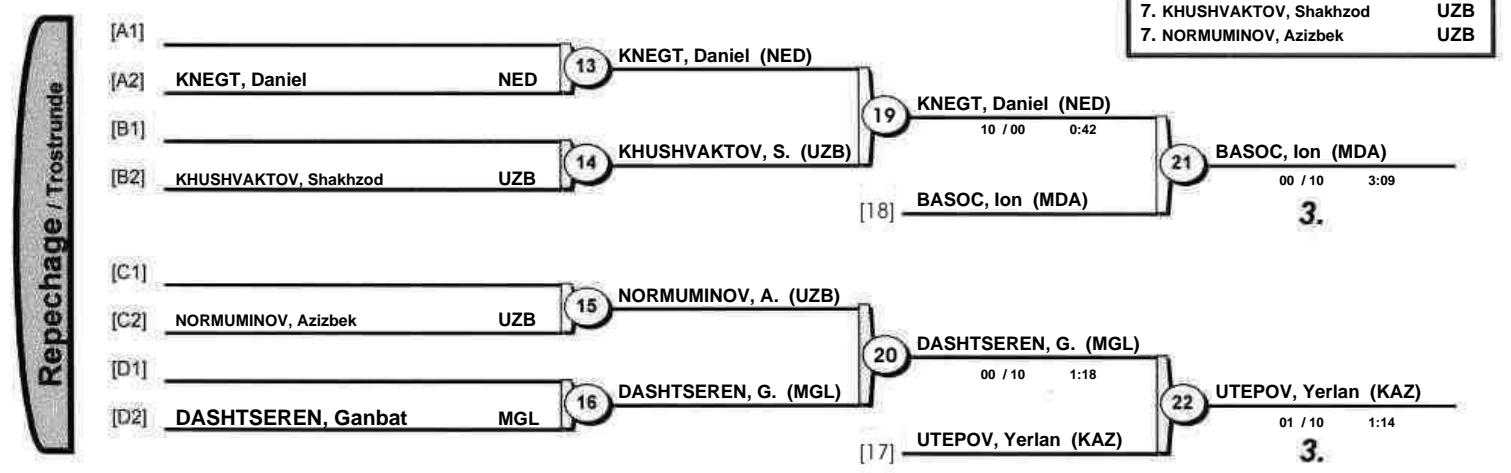 7. KHUSHVAKTOV, Shakhzod UZB
7. NORMUMINOV, Azizbek UZB
Repechage / Trostrunde
[A1]
KNEGT, Daniel (NED)
13
[A2] KNEGT, Daniel NED
19
KNEGT, Daniel (NED)
10 / 00 0:42
[B1]
KHUSHVAKTOV, S. (UZB)
14
[B2] KHUSHVAKTOV, Shakhzod UZB
21
BASOC, Ion (MDA)
00 / 10 3:09
3.
[18] BASOC, Ion (MDA)
[C1]
NORMUMINOV, A. (UZB)
15
[C2] NORMUMINOV, Azizbek UZB
20
DASHTSEREN, G. (MGL)
00 / 10 1:18
[D1]
DASHTSEREN, G. (MGL)
16
[D2] DASHTSEREN, Ganbat MGL
22
UTEPOV, Yerlan (KAZ)
01 / 10 1:14
3.
[17] UTEPOV, Yerlan (KAZ)